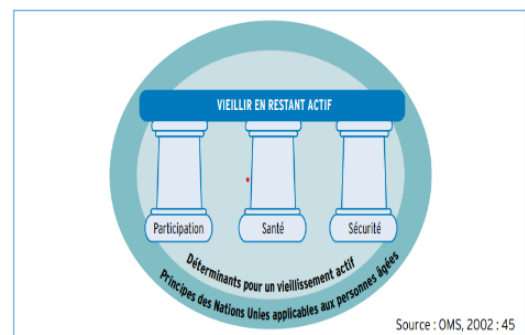 VIEILLIR EN RESTANT ACTIF
Participation
Santé
Sécurité
Déterminants pour un vieillissement actif
Principes des Nations Unies applicables aux personnes âgées
Source : OMS, 2002 : 45